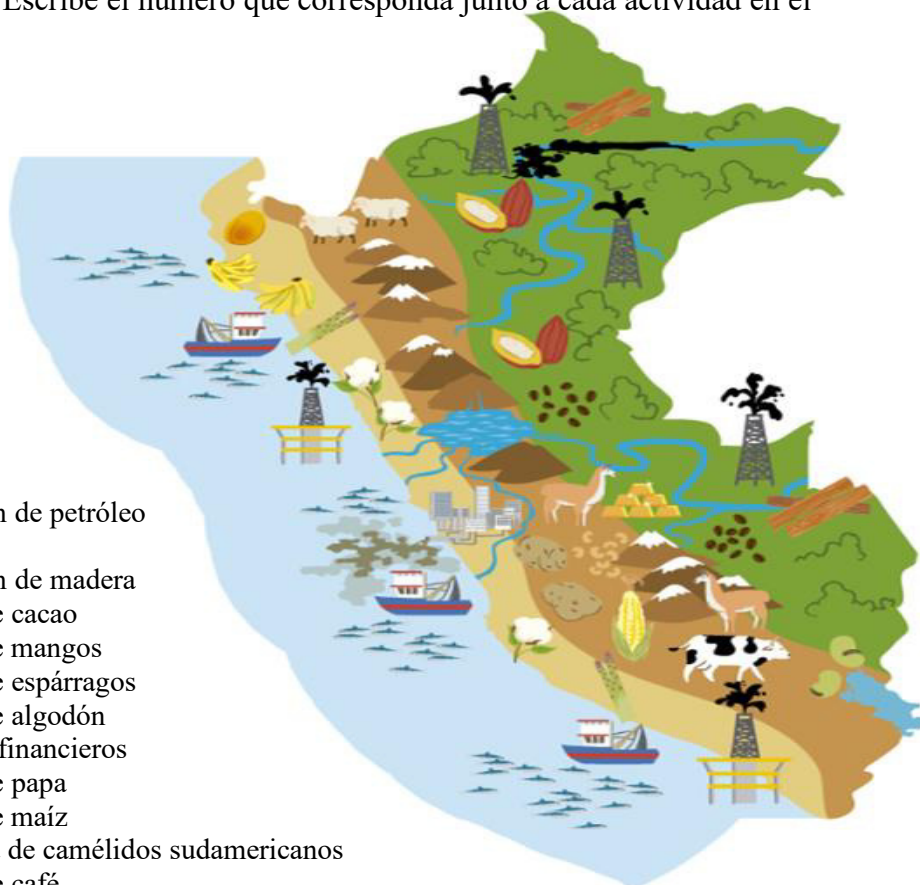 Escribe el número que corresponda junto a cada actividad en el
n de petróleo
n de madera
e cacao
e mangos
e espárragos
e algodón
financieros
e papa
e maíz
de camélidos sudamericanos
e café